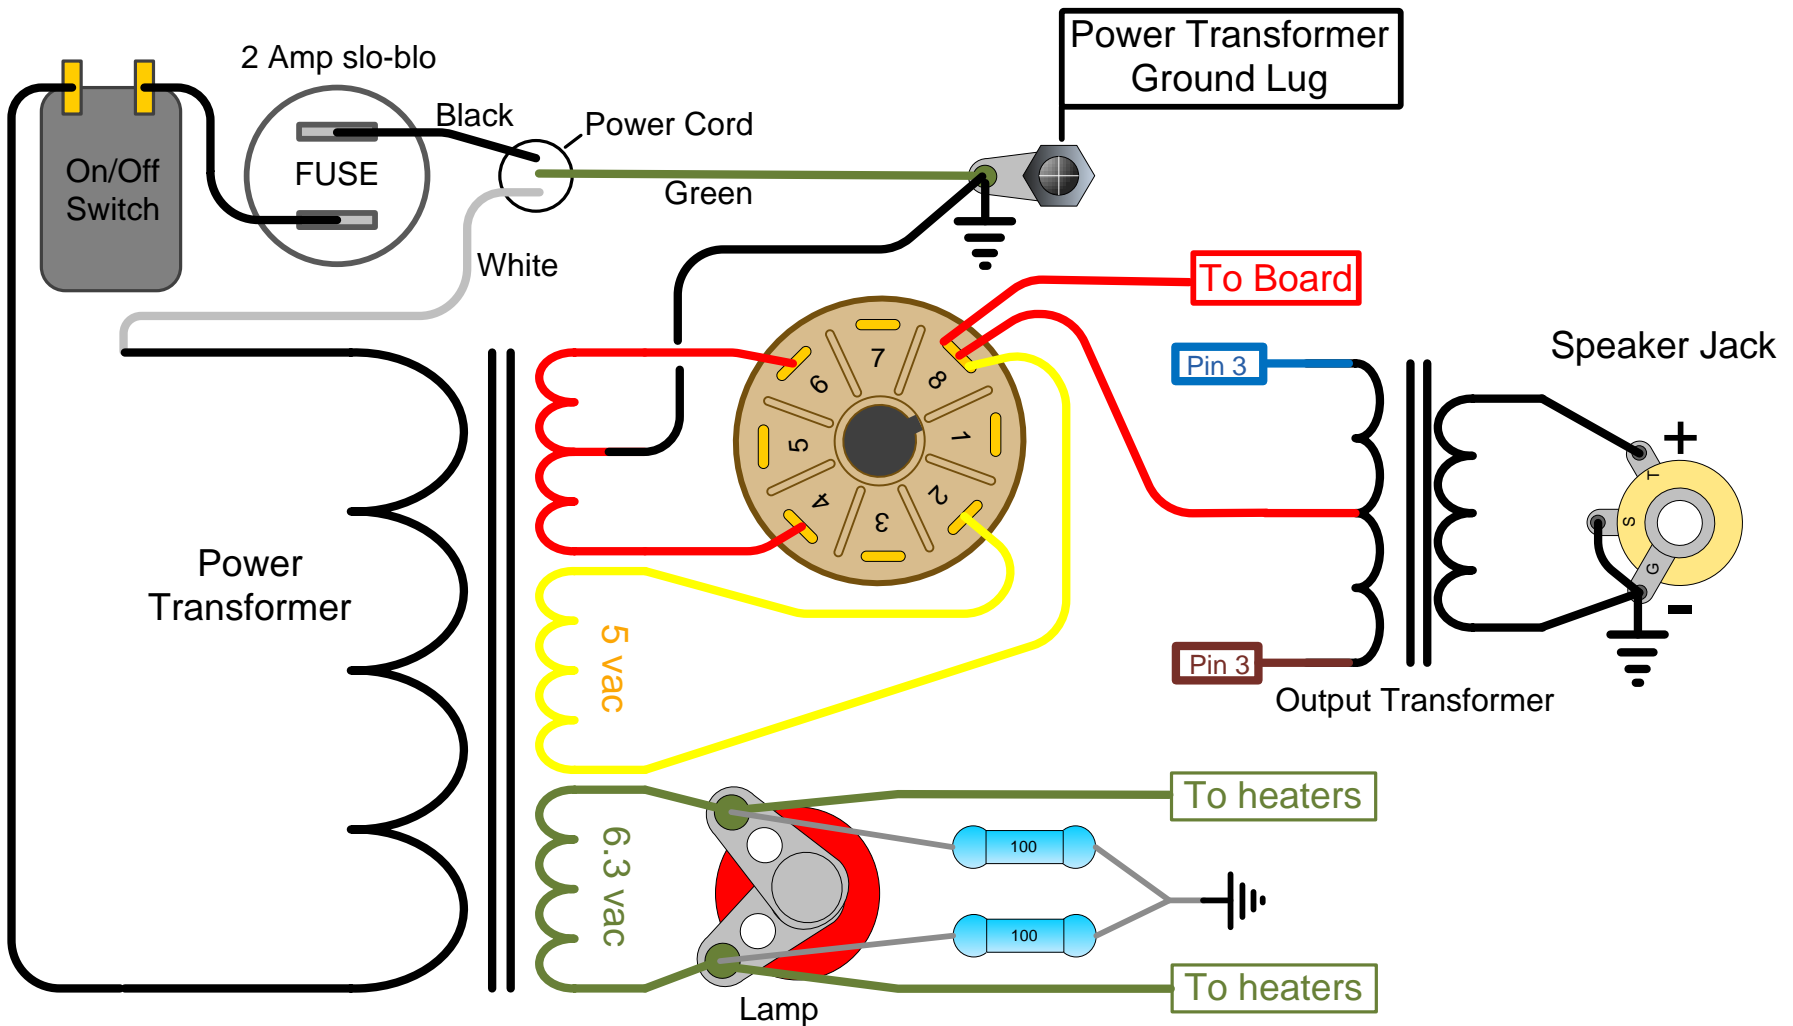 Power Transformer
Ground Lug
2 Amp slo-blo
Black
Power Cord
On/Off
Switch
FUSE
Green
White
To Board
Speaker Jack
7
6
8
5
1
4
2
3
Pin 3
+
T
S
G
-
Power
Transformer
5 vac
Pin 3
Output Transformer
To heaters
6.3 vac
100
100
To heaters
Lamp